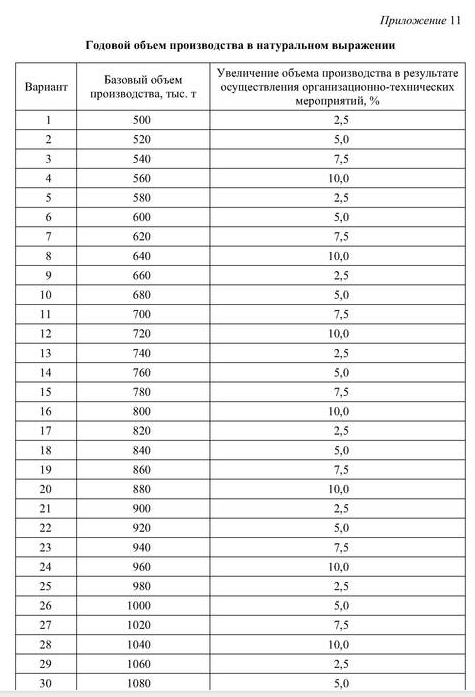 Приложение 11
Годовой объем производства в натуральном выражении
Вариант
Базовый объем
производства, тыс. т
Увеличение объема производства в результате
осуществления организационно-технических
мероприятий, %
1 500 2,5
2 520 5,0
3 540 7,5
4 560 10,0
5 580 2,5
6 600 5,0
7 620 7,5
8 640 10,0
9 660 2,5
10 680 5,0
11 700 7,5
12 720 10,0
13 740 2,5
14 760 5,0
15 780 7,5
16 800 10,0
17 820 2,5
18 840 5,0
19 860 7,5
20 880 10,0
21 900 2,5
22 920 5,0
23 940 7,5
24 960 10,0
25 980 2,5
26 1000 5,0
27 1020 7,5
28 1040 10,0
29 1060 2,5
30 1080 5,0